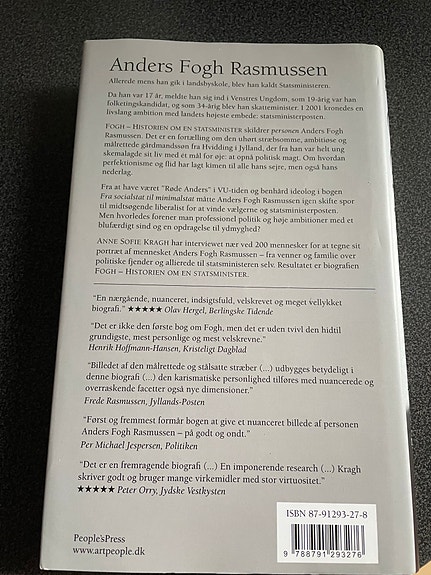 Anders Fogh Rasmussen
Allerede mens han gik i landsbyskole, blev han kaldt Statsministeren.
Da han var 17 år, meldte han sig ind i Venstres Ungdom, som 19-årig var han
folketingskandidat, og som 34-årig blev han skatteminister. I 2001 kronedes en
livslang ambition med landets højeste embede: statsministerposten.
FOGH – HISTORIEN OM EN STATSMINISTER skildrer personen Anders Fogh
Rasmussen. Det er en fortælling om den uhørt stræbsomme, ambitiøse og
målrettede gårdmandssøn fra Hvidding i Jylland, der fra han var helt ung
skemalagde sit liv med et mål for øje: at opnå politisk magt. Om hvordan
perfektionisme og flid har lagt kimen til alle hans sejre, men også hans
nederlag.
Fra at have været "Røde Anders" i VU-tiden og benhård ideolog i bogen
Fra socialstat til minimalstat måtte Anders Fogh Rasmussen igen skifte spor
til midtsøgende liberalist for at vinde vælgerne og statsministerposten.
Men hvorledes forener man professionel politik og høje ambitioner med et
blufærdigt sind og en opdragelse til ydmyghed?
ANNE SOFIE KRAGH har interviewet nær ved 200 mennesker for at tegne sit
portræt af mennesket Anders Fogh Rasmussen – fra venner og familie over
politiske fjender og allierede til statsministeren selv. Resultatet er biografien
FOGH – HISTORIEN OM EN STATSMINISTER.
"En nærgående, nuanceret, indsigtsfuld, velskrevet og meget vellykket
biografi." ★★★★★ Olav Hergel, Berlingske Tidende
"Det er ikke den første bog om Fogh, men det er uden tvivl den hidtil
grundigste, mest personlige og mest velskrevne."
Henrik Hoffmann-Hansen, Kristeligt Dagblad
"Billedet af den målrettede og stålsatte stræber (...) udbygges betydeligt i
denne biografi (...) den karismatiske personlighed tilføres med nuancerede og
overraskende facetter også nye dimensioner."
Frede Rasmussen, Jyllands-Posten
"Først og fremmest formår bogen at give et nuanceret billede af personen
Anders Fogh Rasmussen – på godt og ondt."
Per Michael Jespersen, Politiken
"Det er en fremragende biografi (...) En imponerende research (...) Kragh
skriver godt og bruger mange virkemidler med stor virtuositet."
★★★★★ Peter Orry, Jydske Vestkysten
ISBN 87-91293-27-8
9 788791 293276
People'sPress
www.artpeople.dk